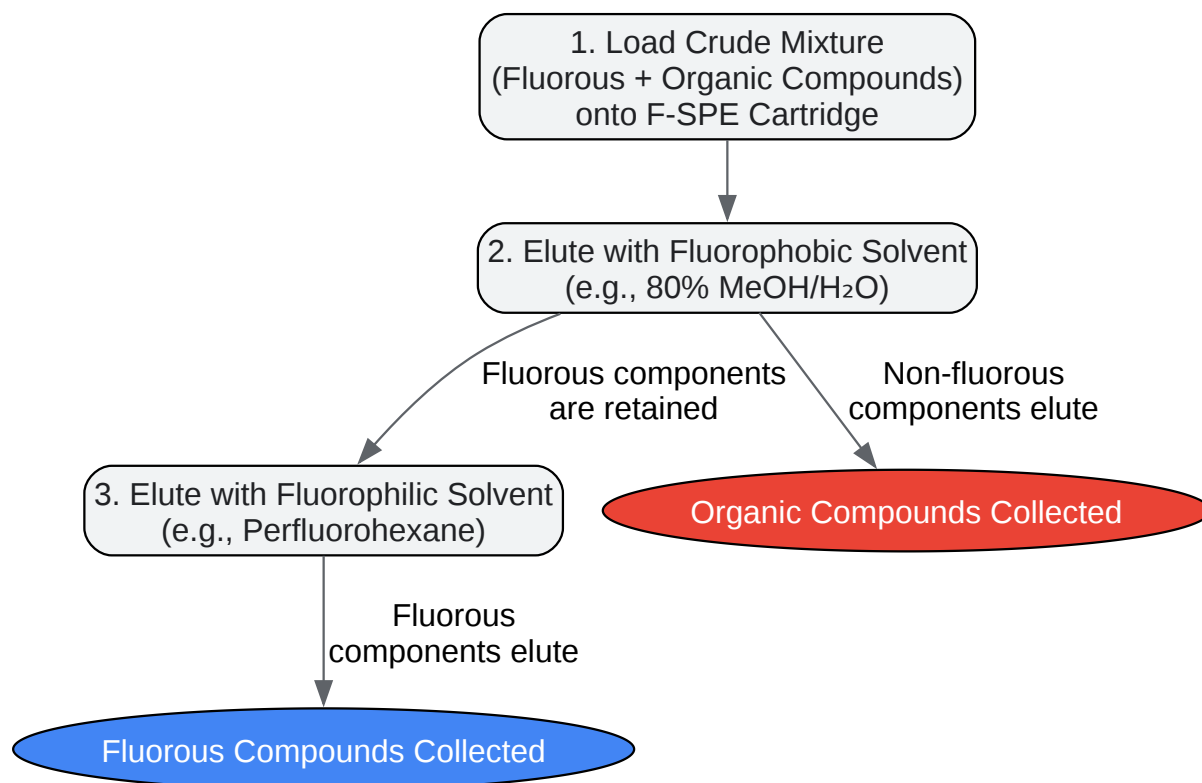 1. Load Crude Mixture
(Fluorous + Organic Compounds)
onto F-SPE Cartridge
2. Elute with Fluorophobic Solvent
(e.g., 80% MeOH/H₂O)
Fluorous components
are retained
Non-fluorous
components elute
3. Elute with Fluorophilic Solvent
(e.g., Perfluorohexane)
Organic Compounds Collected
Fluorous
components elute
Fluorous Compounds Collected